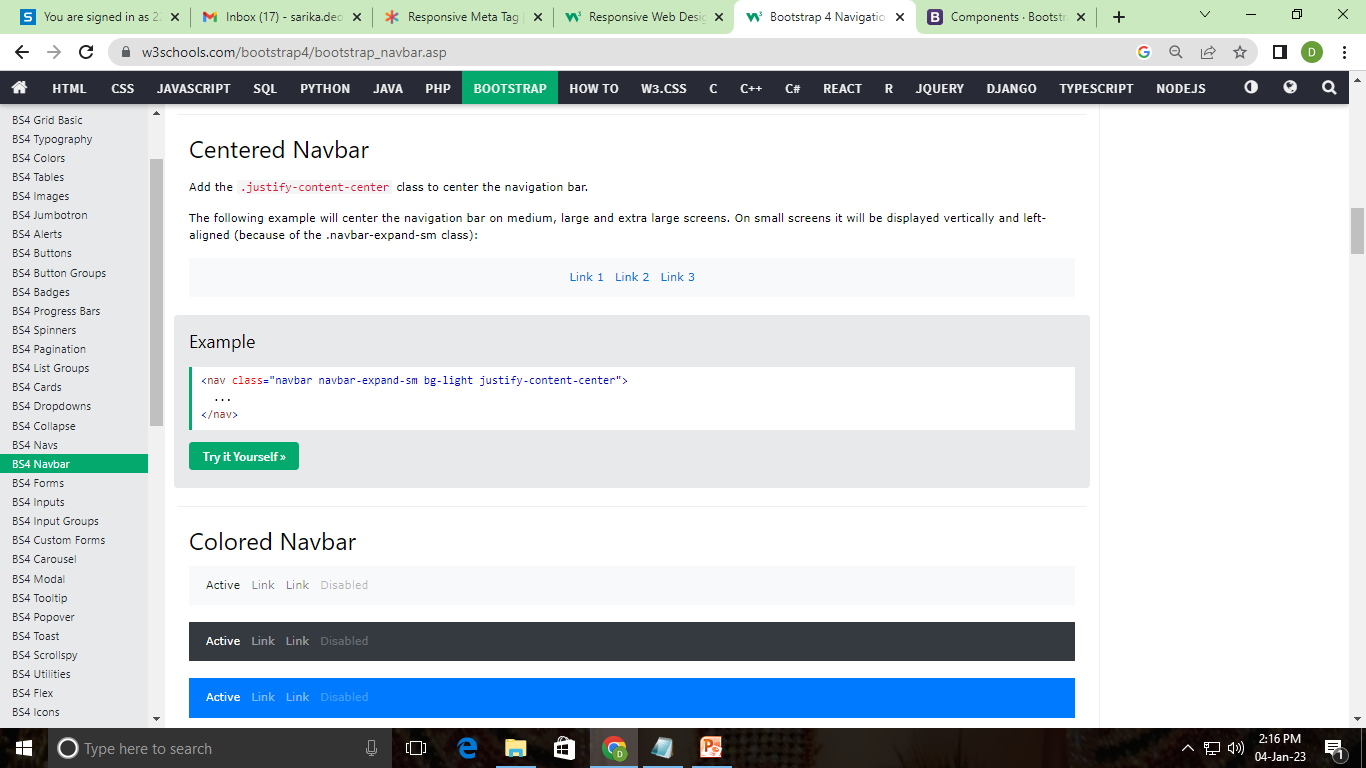 You are signed in as 22
Inbox (17) - sarika.deo
Responsive Meta Tag |
Responsive Web Desig
Bootstrap 4 Navigatio
Components · Bootstr
w3schools.com/bootstrap4/bootstrap_navbar.asp
D
HTML CSS JAVASCRIPT SQL PYTHON JAVA PHP BOOTSTRAP HOW TO W3.CSS C C++ C# REACT R JQUERY DJANGO TYPESCRIPT NODEJS
BS4 Grid Basic
BS4 Typography
BS4 Colors
BS4 Tables
BS4 Images
BS4 Jumbotron
BS4 Alerts
BS4 Buttons
BS4 Button Groups
BS4 Badges
BS4 Progress Bars
BS4 Spinners
BS4 Pagination
BS4 List Groups
BS4 Cards
BS4 Dropdowns
BS4 Collapse
BS4 Navs
BS4 Navbar
BS4 Forms
BS4 Inputs
BS4 Input Groups
BS4 Custom Forms
BS4 Carousel
BS4 Modal
BS4 Tooltip
BS4 Popover
BS4 Toast
BS4 Scrollspy
BS4 Utilities
BS4 Flex
BS4 Icons
Centered Navbar
Add the .justify-content-center class to center the navigation bar.
The following example will center the navigation bar on medium, large and extra large screens. On small screens it will be displayed vertically and left-
aligned (because of the .navbar-expand-sm class):
Link 1 Link 2 Link 3
Example
<nav class="navbar navbar-expand-sm bg-light justify-content-center">
...
</nav>
Try it Yourself »
Colored Navbar
Active Link Link Disabled
Active Link Link Disabled
Active Link Link Disabled
Type here to search
2:16 PM
04-Jan-23
1